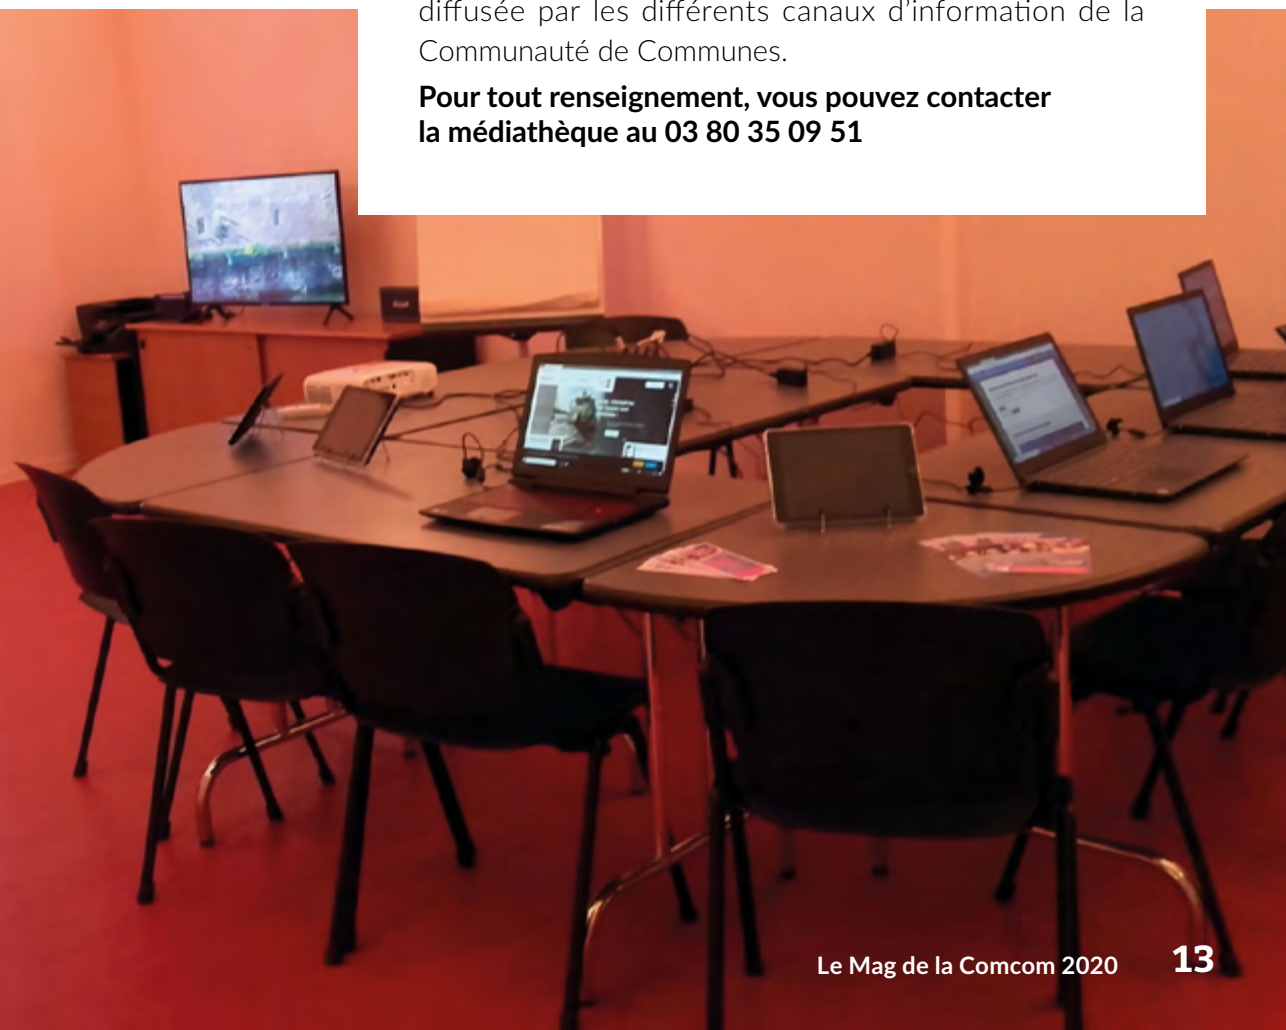 diffusée par les différents canaux d’information de la
Communauté de Communes.
Pour tout renseignement, vous pouvez contacter
la médiathèque au 03 80 35 09 51
Le Mag de la Comcom 2020 13